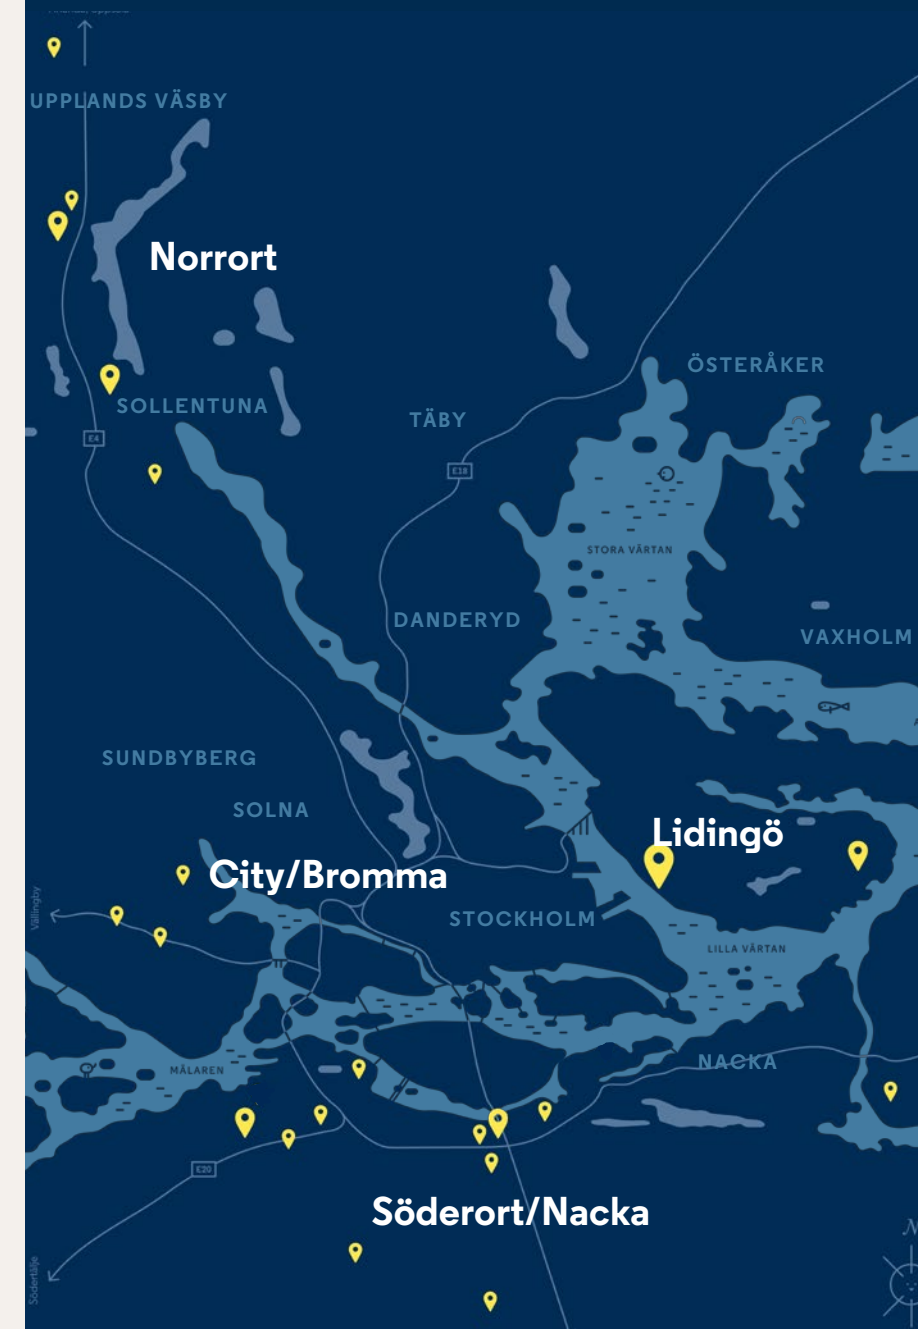 UPPLANDS VÄSBY
Norrort
ÖSTERÅKER
SOLLENTUNA
TÄBY
E4
E18
STORA VÄRTAN
DANDERYD
VAXHOLM
SUNDBYBERG
SOLNA
Lidingö
City/Bromma
Vällingby
STOCKHOLM
LILLA VÄRTAN
NACKA
MÄLAREN
E20
Söderort/Nacka
N
Södertälje